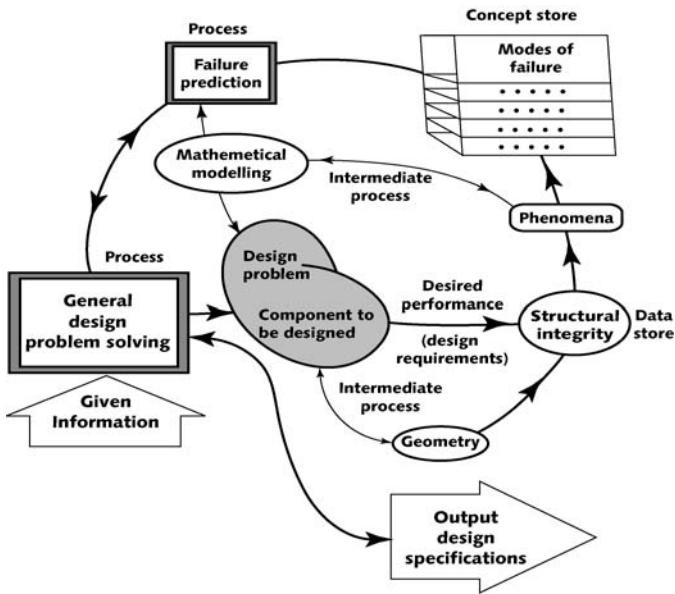 Process
Concept store
Failure
prediction
Modes of
failure
Mathemetical
modelling
Intermediate
process
Phenomena
Process
Design
problem
General
design
problem solving
Component to
be designed
Desired
performance
(design
requirements)
Structural
integrity
Data
store
Given
Information
Intermediate
process
Geometry
Output
design
specifications